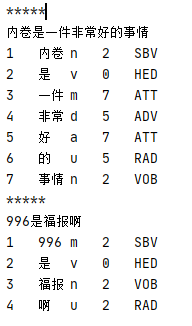 *****
内卷是一件非常好的事情
1 内卷 n 2 SBV
2 是 v 0 HED
3 一件 m 7 ATT
4 非常 d 5 ADV
5 好 a 7 ATT
6 的 u 5 RAD
7 事情 n 2 VOB
*****
996是福报啊
1 996 m 2 SBV
2 是 v 0 HED
3 福报 n 2 VOB
4 啊 u 2 RAD